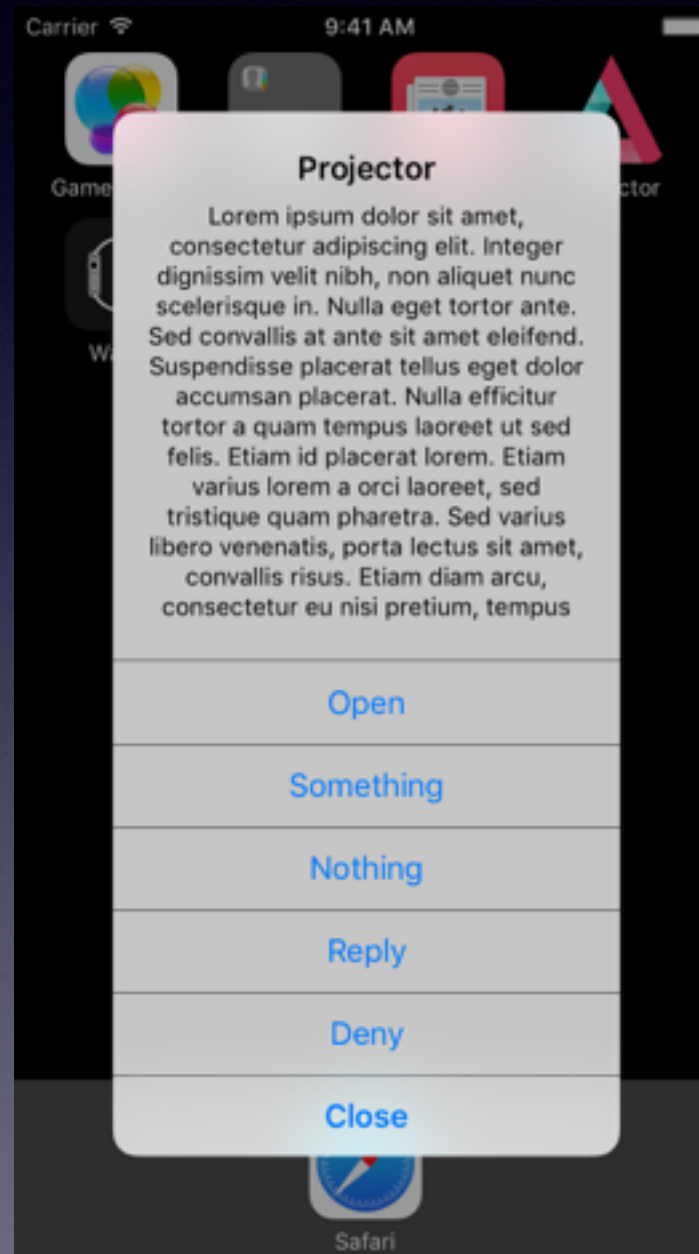 Carrier 9:41 AM
Game ctor
Wa
Projector
Lorem ipsum dolor sit amet,
consectetur adipiscing elit. Integer
dignissim velit nibh, non aliquet nunc
scelerisque in. Nulla eget tortor ante.
Sed convallis at ante sit amet eleifend.
Suspendisse placerat tellus eget dolor
accumsan placerat. Nulla efficitur
tortor a quam tempus laoreet ut sed
felis. Etiam id placerat lorem. Etiam
varius lorem a orci laoreet, sed
tristique quam pharetra. Sed varius
libero venenatis, porta lectus sit amet,
convallis risus. Etiam diam arcu,
consectetur eu nisi pretium, tempus
Open
Something
Nothing
Reply
Deny
Close
Safari